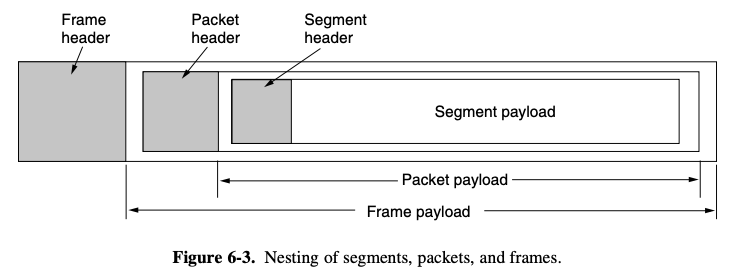 Frame
header
Packet
header
Segment
header
Segment payload
Packet payload
Frame payload
Figure 6-3. Nesting of segments, packets, and frames.